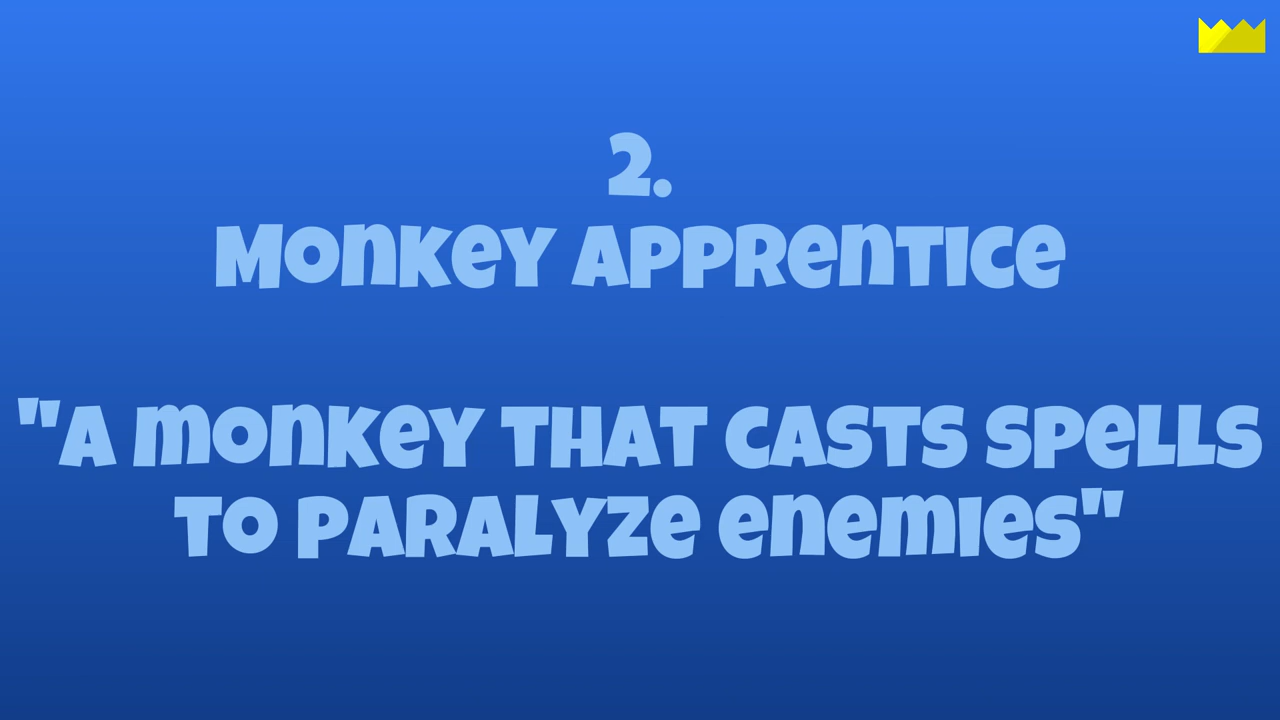 2.
Monkey Apprentice
"A monkey that casts spells
to paralyze enemies"